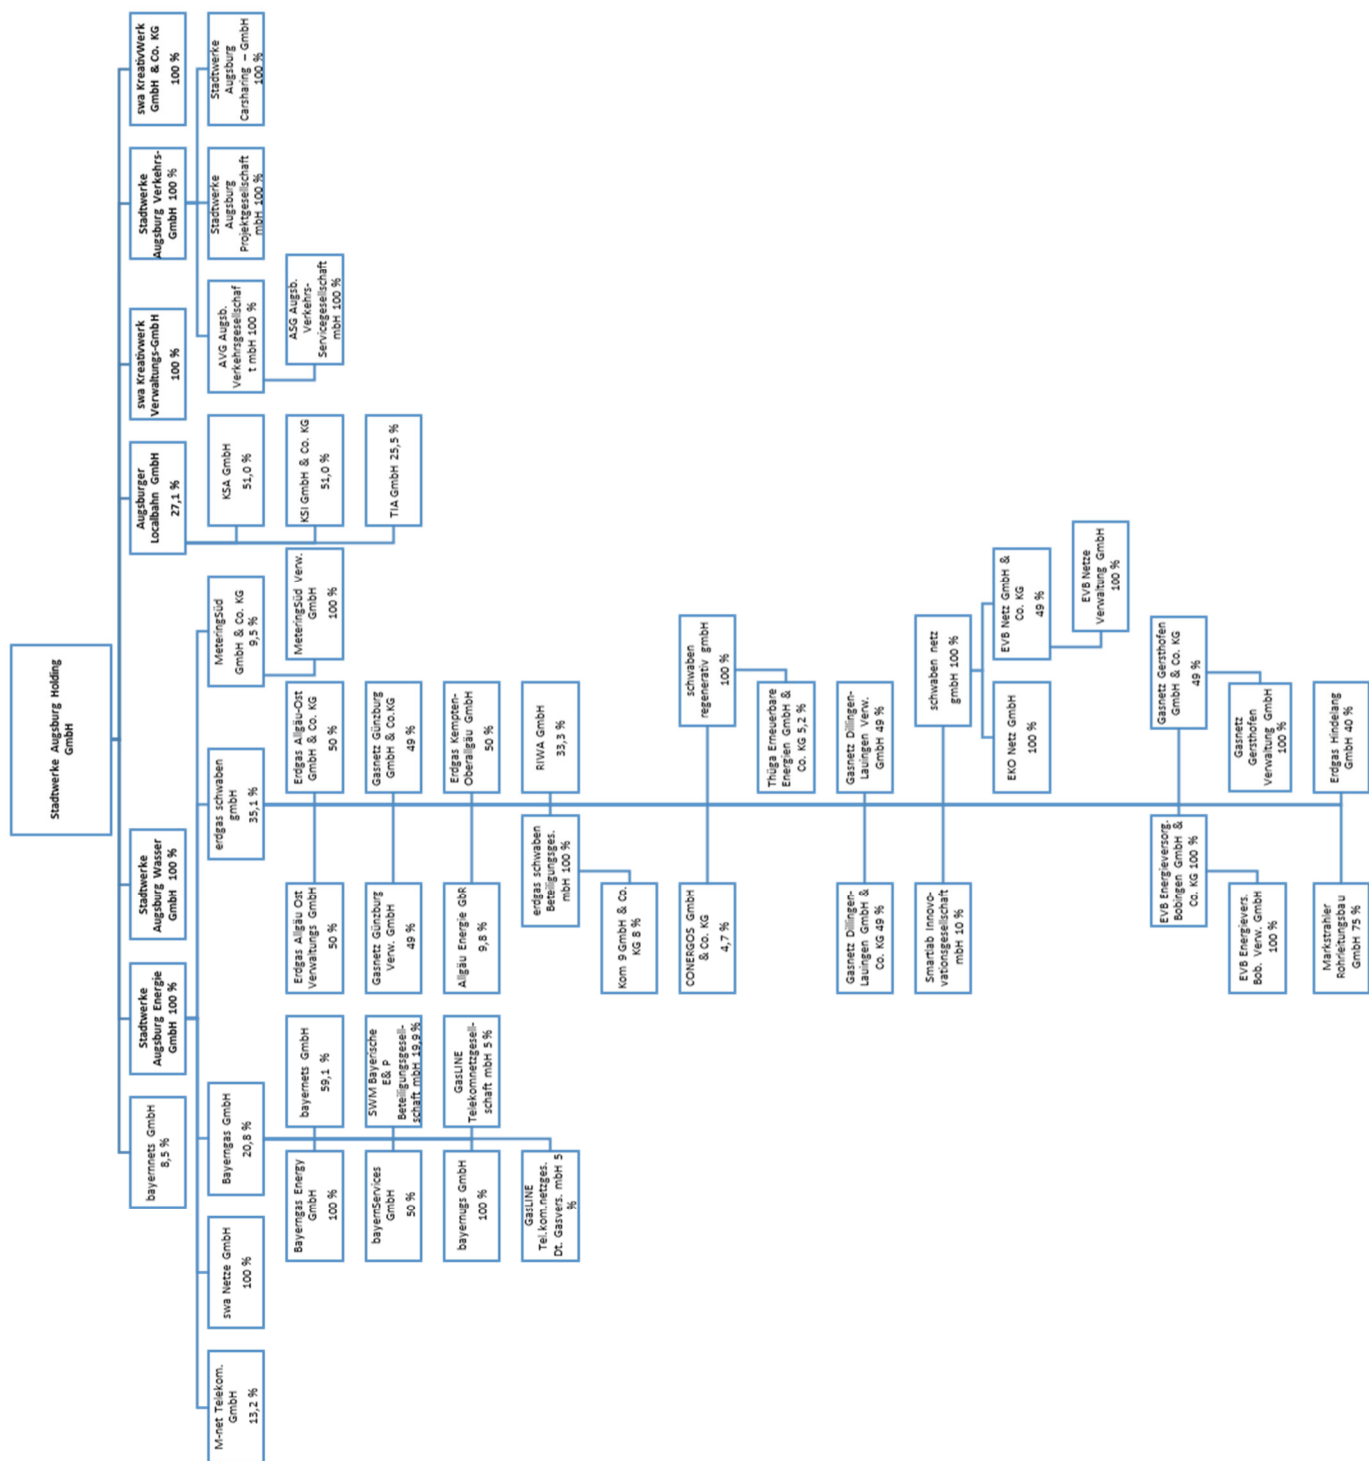 Stadtwerke Augsburg Holding
GmbH
bayernnets GmbH
8,5 %
Stadtwerke
Augsburg Energie
GmbH 100 %
Stadtwerke
Augsburg Wasser
GmbH 100 %
Augsburger
Localbahn GmbH
27,1 %
swa Kreativwerk
Verwaltungs-GmbH
100 %
Stadtwerke
Augsburg Verkehrs-
GmbH 100 %
swa KreativWerk
GmbH & Co. KG
100 %
M-net Telekom.
GmbH
13,2 %
swa Netze GmbH
100 %
Bayerngas GmbH
20,8 %
erdgas schwaben
gmbH
35,1 %
MeteringSüd
GmbH & Co. KG
9,5 %
KSA GmbH
51,0 %
AVG Augsb.
Verkehrsgesellschaf
t mbH 100 %
Stadtwerke
Augsburg
Projektgesellschaft
mbH 100 %
Stadtwerke
Augsburg
Carsharing – GmbH
100 %
Bayerngas Energy
GmbH
100 %
bayernets GmbH
59,1 %
Erdgas Allgäu Ost
Verwaltungs GmbH
50 %
Erdgas Allgäu-Ost
GmbH & Co. KG
50 %
MeteringSüd Verw.
GmbH
100 %
KSI GmbH & Co. KG
51,0 %
ASG Augsb.
Verkehrs-
Servicegesellschaft
mbH 100 %
bayernServices
GmbH
50 %
SWM Bayerische
E& P
Beteiligungsgesell-
schaft mbH 19,9 %
Gasnetz Günzburg
Verw. GmbH
49 %
Gasnetz Günzburg
GmbH & Co.KG
49 %
TIA GmbH 25,5 %
bayernugs GmbH
100 %
GasLINE
Telekomnetzgesell-
schaft mbH 5 %
Allgäu Energie GbR
9,8 %
Erdgas Kempten-
Oberallgäu GmbH
50 %
GasLINE
Tel.kom.netzges.
Dt. Gasvers. mbH 5
%
erdgas schwaben
Beteiligungsges.
mbH 100 %
RIWA GmbH
33,3 %
Kom 9 GmbH & Co.
KG 8 %
CONERGOS GmbH
& Co. KG
4,7 %
schwaben
regenerativ gmbH
100 %
Thüga Erneuerbare
Energien GmbH &
Co. KG 5,2 %
Gasnetz Dillingen-
Lauingen GmbH &
Co. KG 49 %
Gasnetz Dillingen-
Lauingen Verw.
GmbH 49 %
Smartlab Innovo-
vationsgesellschaft
mbH 10 %
schwaben netz
gmbH 100 %
EKO Netz GmbH
100 %
EVB Netz GmbH &
Co. KG
49 %
EVB Netze
Verwaltung GmbH
100 %
EVB Energieversorg.
Bobingen GmbH &
Co. KG 100 %
Gasnetz Gersthofen
GmbH & Co. KG
49 %
EVB Energievers.
Bob. Verw. GmbH
100 %
Gasnetz
Gersthofen
Verwaltung GmbH
100 %
Markstrahler
Rohrleitungsbau
GmbH 75 %
Erdgas Hindelang
GmbH 40 %